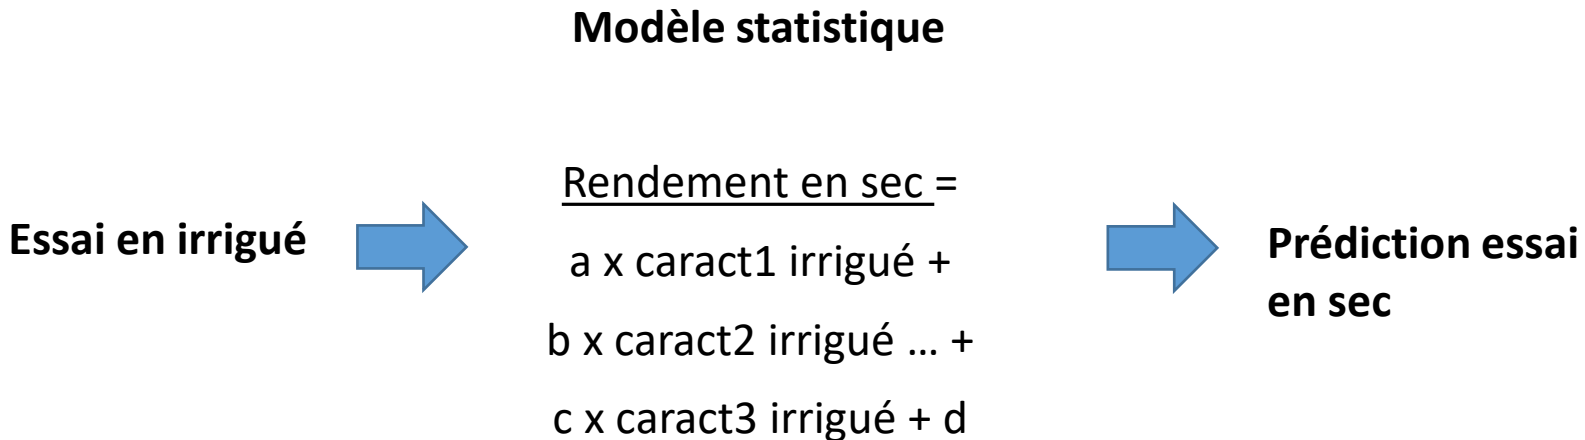 Modèle statistique
Essai en irrigué
Rendement en sec =
a x caract1 irrigué +
b x caract2 irrigué … +
c x caract3 irrigué + d
Prédiction essai
en sec